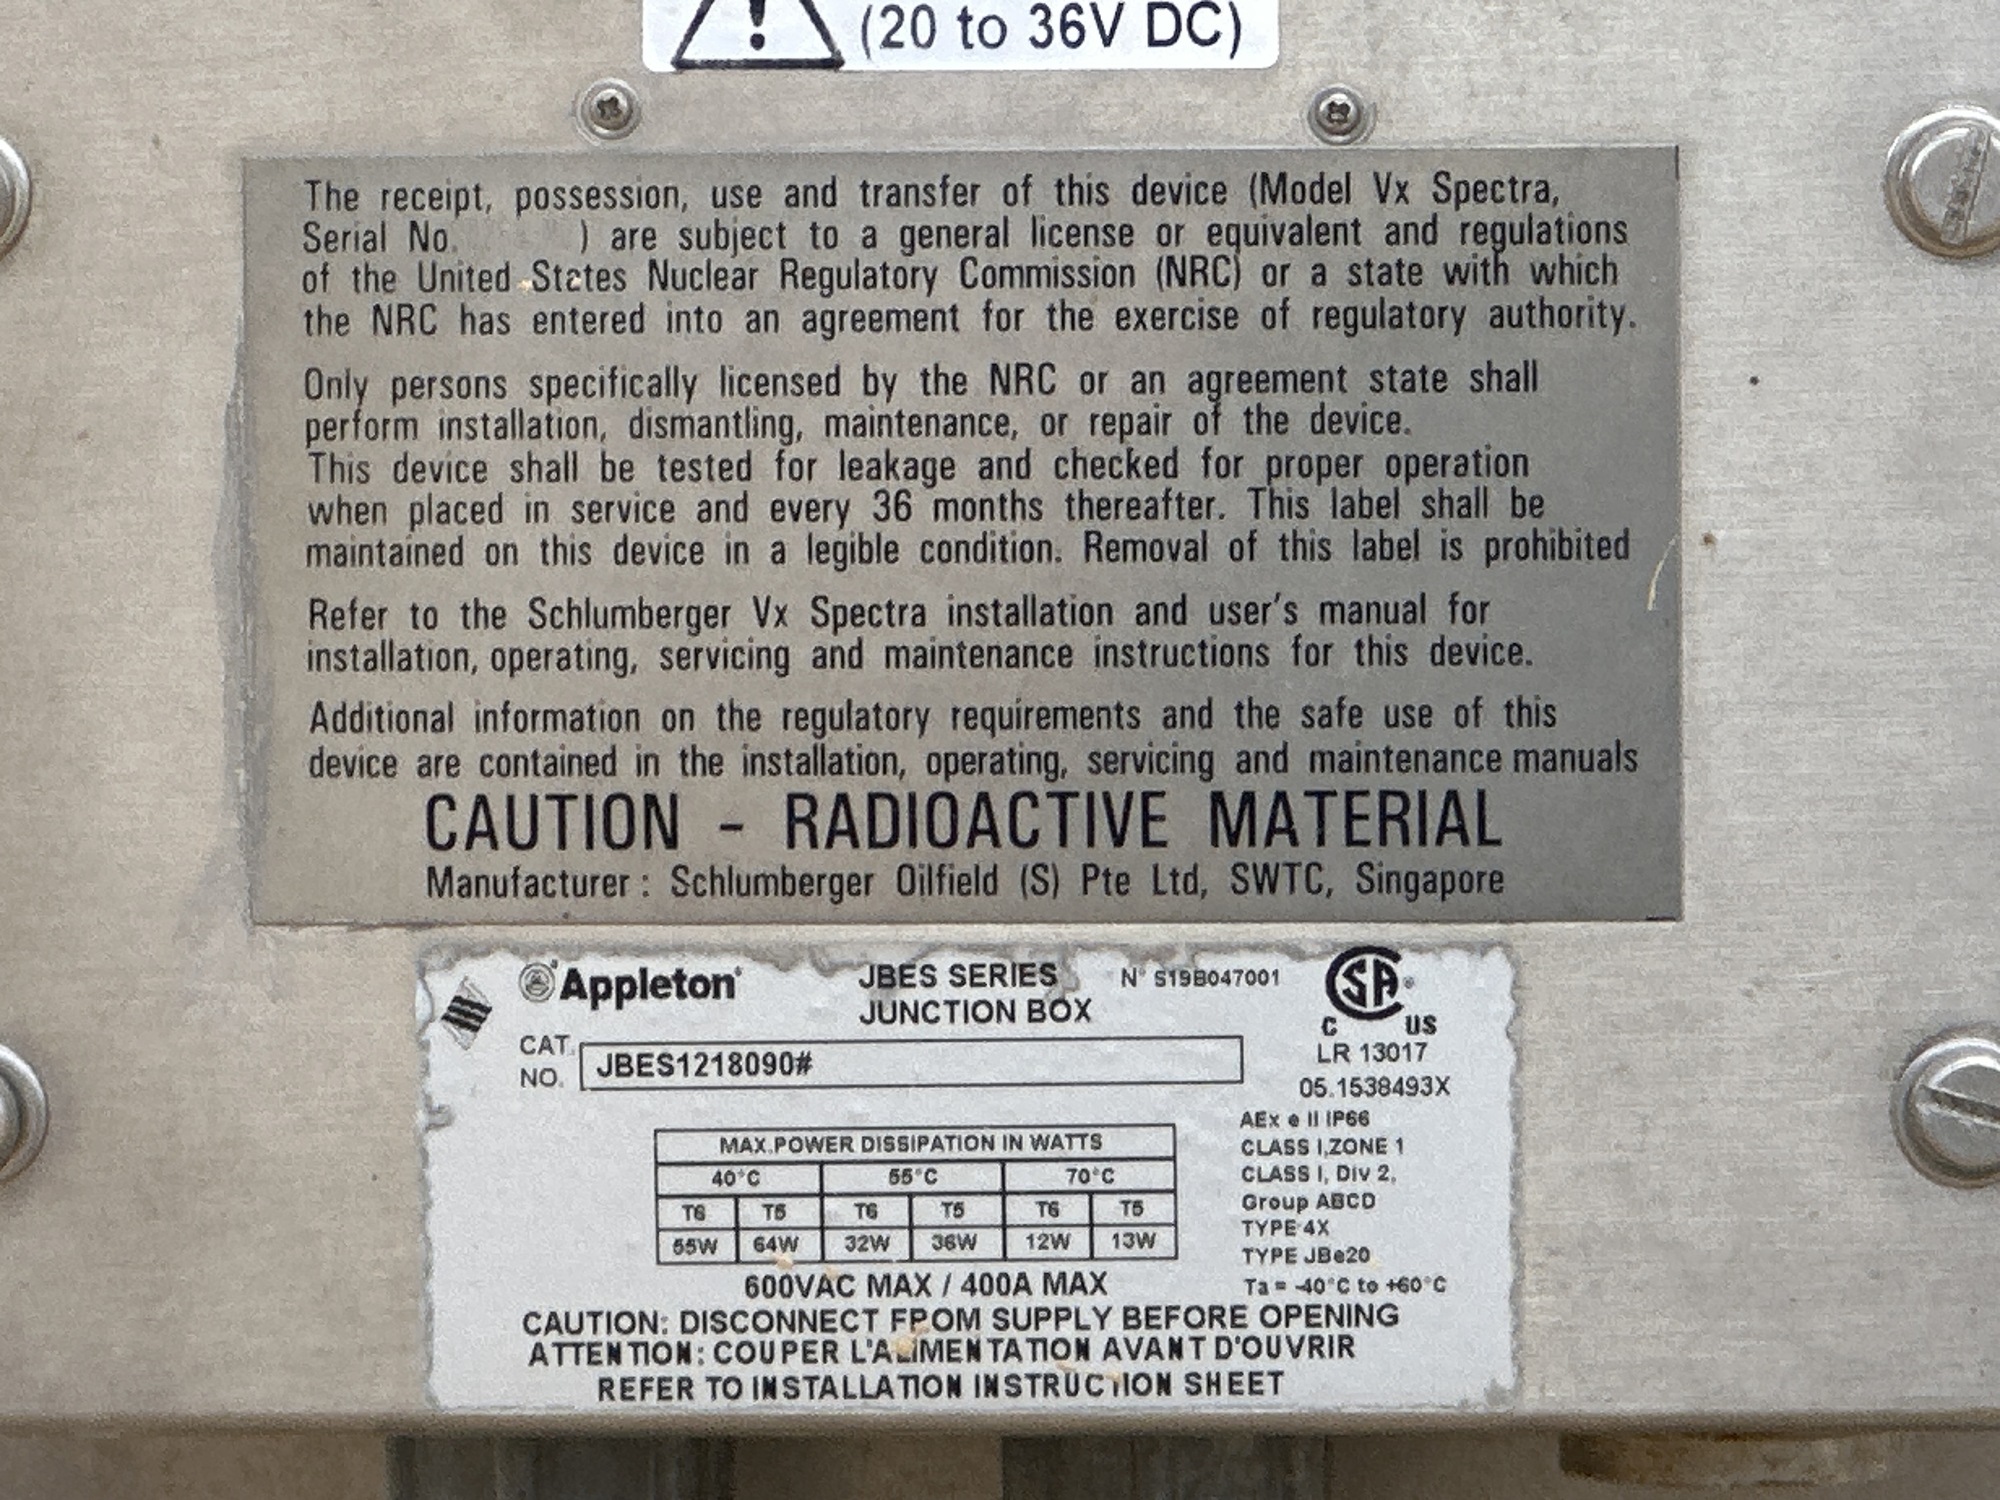 (20 to 36V DC)
The receipt, possession, use and transfer of this device (Model Vx Spectra,
Serial No. ) are subject to a general license or equivalent and regulations
of the United States Nuclear Regulatory Commission (NRC) or a state with which
the NRC has entered into an agreement for the exercise of regulatory authority.
Only persons specifically licensed by the NRC or an agreement state shall
perform installation, dismantling, maintenance, or repair of the device.
This device shall be tested for leakage and checked for proper operation
when placed in service and every 36 months thereafter. This label shall be
maintained on this device in a legible condition. Removal of this label is prohibited
Refer to the Schlumberger Vx Spectra installation and user's manual for
installation, operating, servicing and maintenance instructions for this device.
Additional information on the regulatory requirements and the safe use of this
device are contained in the installation, operating, servicing and maintenance manuals
CAUTION - RADIOACTIVE MATERIAL
Manufacturer : Schlumberger Oilfield (S) Pte Ltd, SWTC, Singapore
Appleton JBES SERIES N° S19B047001
JUNCTION BOX
CSA
C US
CAT. NO. JBES1218090#
LR 13017
05.1538493X
AEx e II IP66
CLASS I,ZONE 1
CLASS I, Div 2,
Group ABCD
TYPE 4X
TYPE JBe20
Ta = -40°C to +60°C
MAX.POWER DISSIPATION IN WATTS
40°C 55°C 70°C
T6 T5 T6 T5 T6 T5
55W 64W 32W 36W 12W 13W
600VAC MAX / 400A MAX
CAUTION: DISCONNECT FROM SUPPLY BEFORE OPENING
ATTENTION: COUPER L'ALIMENTATION AVANT D'OUVRIR
REFER TO INSTALLATION INSTRUCTION SHEET